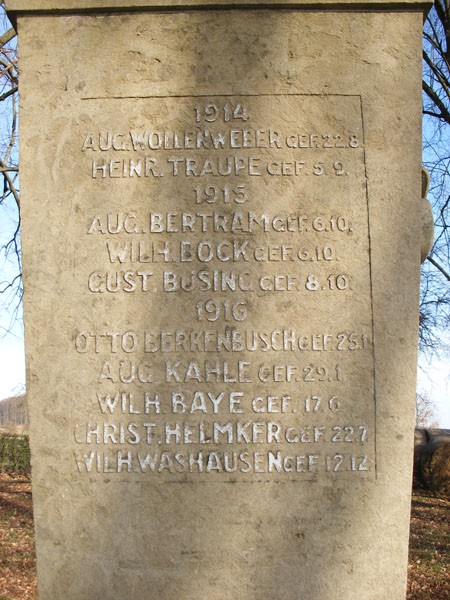 1914
AUG. WOLLENWEBER GEF. 22.8.
HEINR. TRAUPE GEF. 5.9.
1915
AUG. BERTRAM GEF. 6.10.
WILH. BOCK GEF. 6.10.
GUST. BÜSING GEF. 8.10.
1916
OTTO BERKENBUSCH GEF. 25.1
AUG. KAHLE GEF. 29.1.
WILH. BAYE GEF. 17.6
CHRIST. HELMKER GEF. 22.7
WILH. WASHAUSEN GEF. 17.12